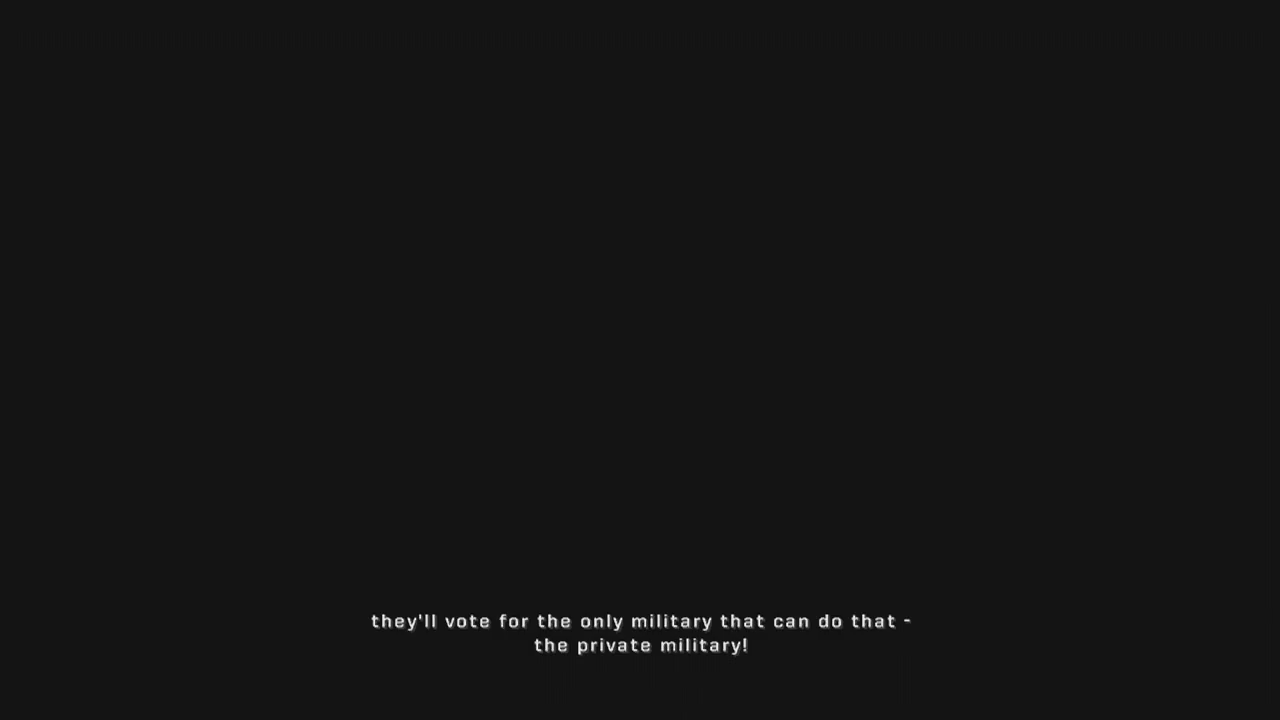 they'll vote for the only military that can do that -
the private military!